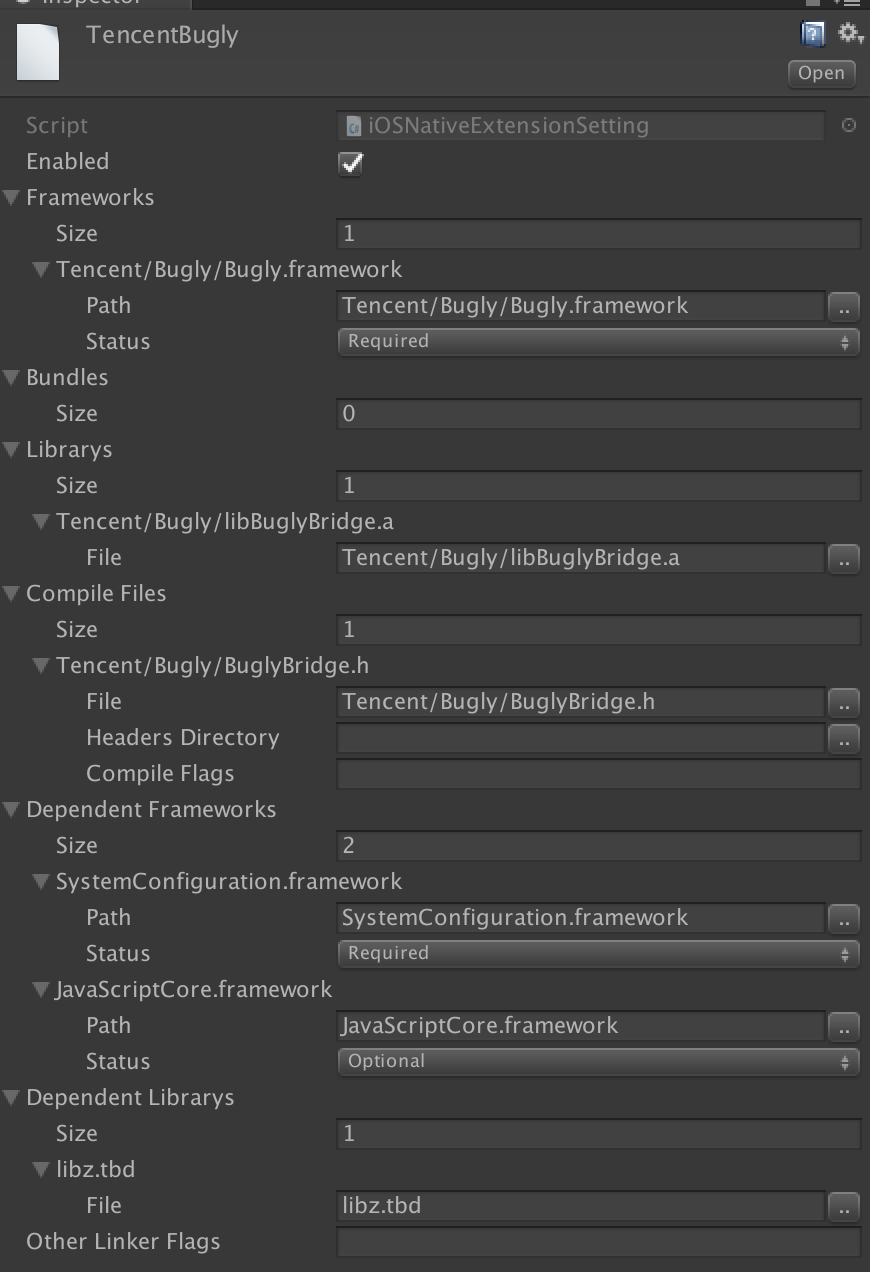 Inspector
TencentBugly
Open
Script iOSNativeExtensionSetting
Enabled
Frameworks
Size 1
Tencent/Bugly/Bugly.framework
Path Tencent/Bugly/Bugly.framework ..
Status Required
Bundles
Size 0
Librarys
Size 1
Tencent/Bugly/libBuglyBridge.a
File Tencent/Bugly/libBuglyBridge.a ..
Compile Files
Size 1
Tencent/Bugly/BuglyBridge.h
File Tencent/Bugly/BuglyBridge.h ..
Headers Directory ..
Compile Flags
Dependent Frameworks
Size 2
SystemConfiguration.framework
Path SystemConfiguration.framework ..
Status Required
JavaScriptCore.framework
Path JavaScriptCore.framework ..
Status Optional
Dependent Librarys
Size 1
libz.tbd
File libz.tbd ..
Other Linker Flags